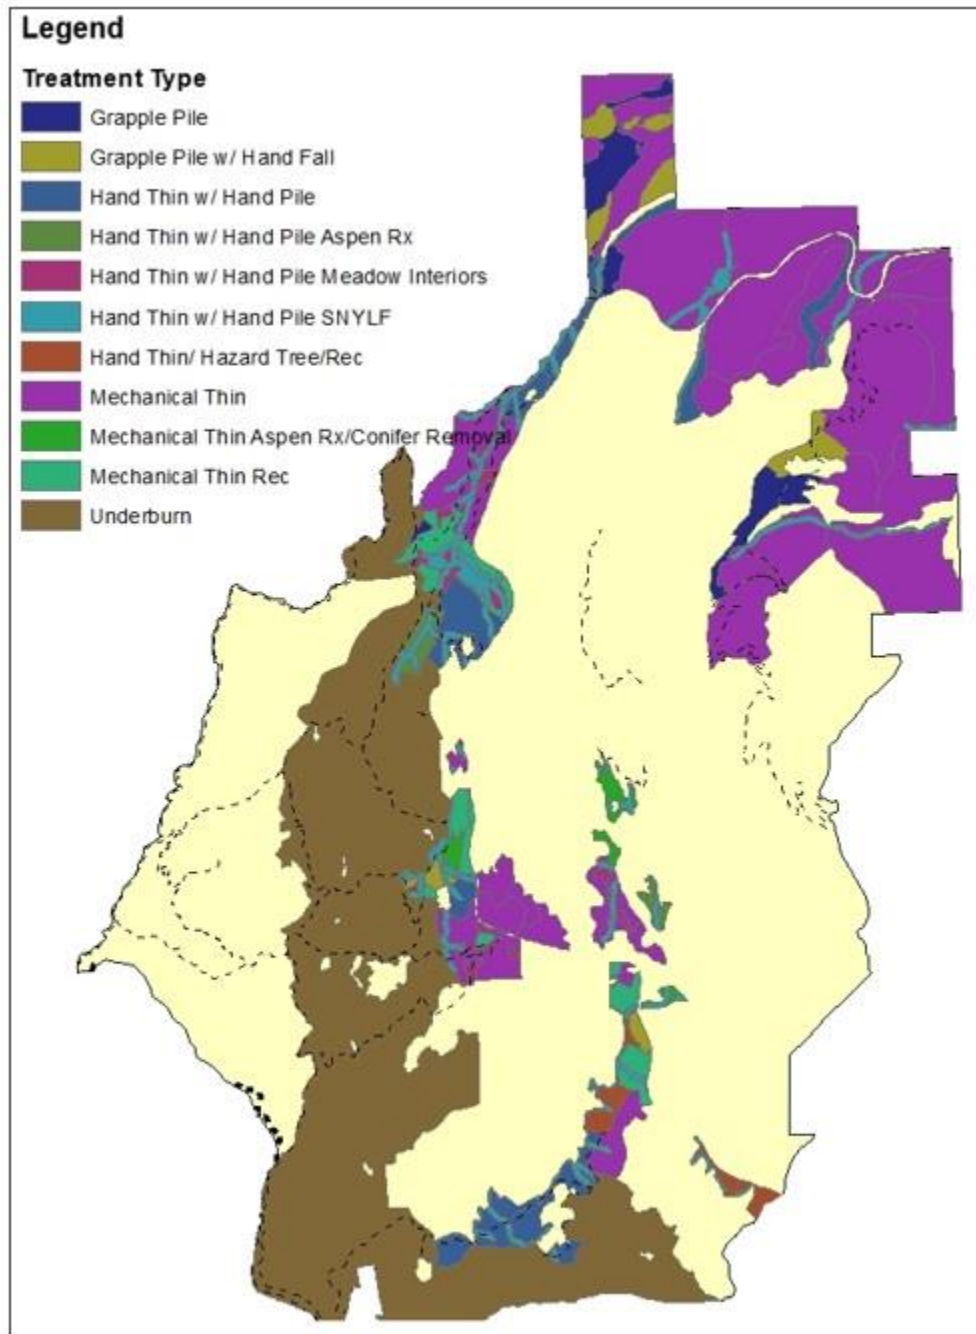 Legend
Treatment Type
Grapple Pile
Grapple Pile w/ Hand Fall
Hand Thin w/ Hand Pile
Hand Thin w/ Hand Pile Aspen Rx
Hand Thin w/ Hand Pile Meadow Interiors
Hand Thin w/ Hand Pile SNYLF
Hand Thin/ Hazard Tree/Rec
Mechanical Thin
Mechanical Thin Aspen Rx/Conifer Removal
Mechanical Thin Rec
Underburn